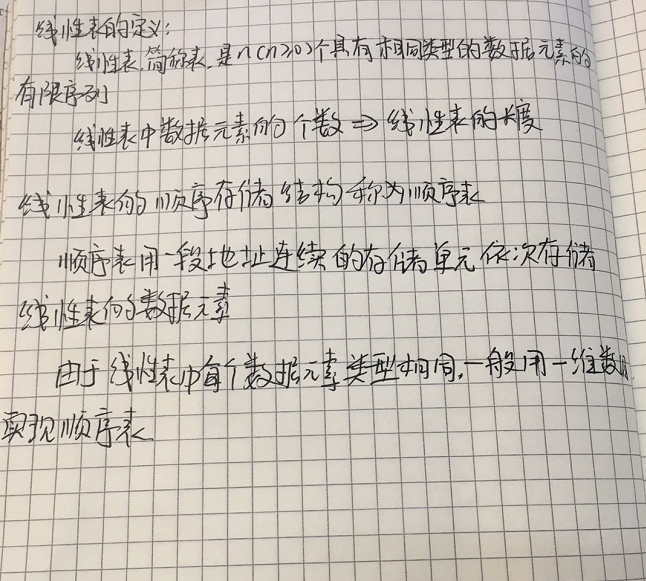 线性表的定义:
线性表,简称表,是n(n≥0)个具有相同类型的数据元素的
有限序列
线性表中数据元素的个数⇒线性表的长度
线性表的顺序存储结构称为顺序表
顺序表用一段地址连续的存储单元依次存储
线性表的数据元素
由于线性表中每个数据元素类型相同,一般用一维数
实现顺序表